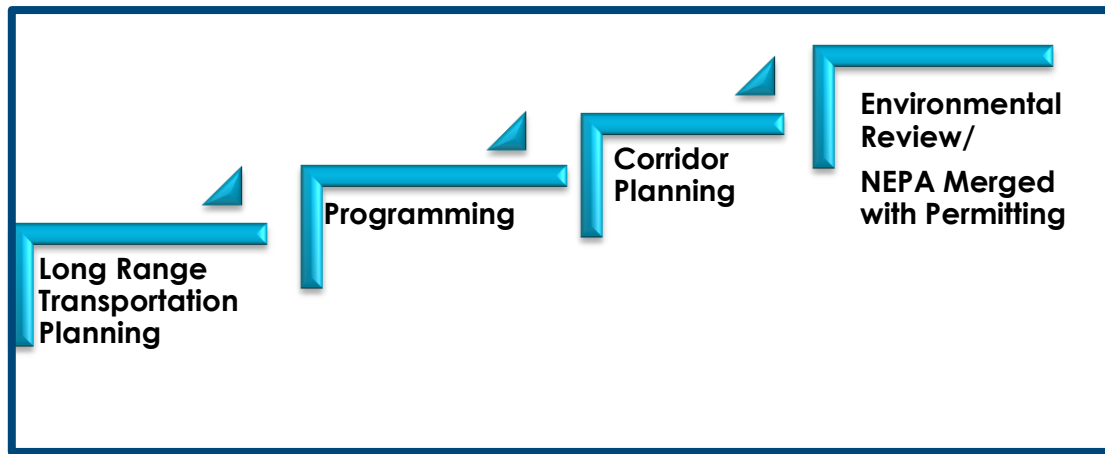 Long Range
Transportation
Planning
Programming
Corridor
Planning
Environmental
Review/
NEPA Merged
with Permitting